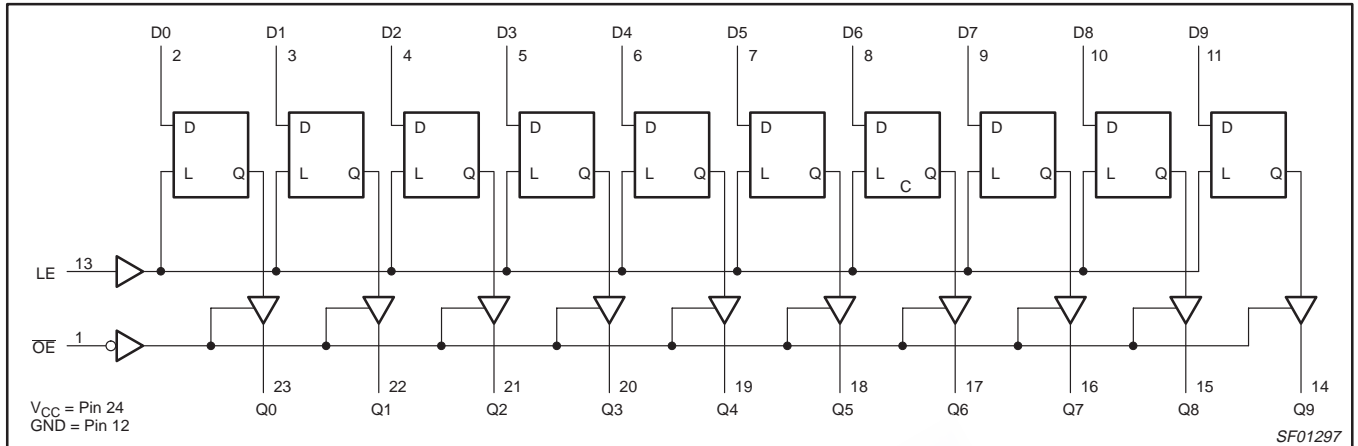 D0 D1 D2 D3 D4 D5 D6 D7 D8 D9
2 3 4 5 6 7 8 9 10 11
D D D D D D D D D D
L Q L Q L Q L Q L Q L Q L Q L Q L Q L Q
C
LE 13
OE 1
23 22 21 20 19 18 17 16 15 14
Q0 Q1 Q2 Q3 Q4 Q5 Q6 Q7 Q8 Q9
VCC = Pin 24
GND = Pin 12
SF01297